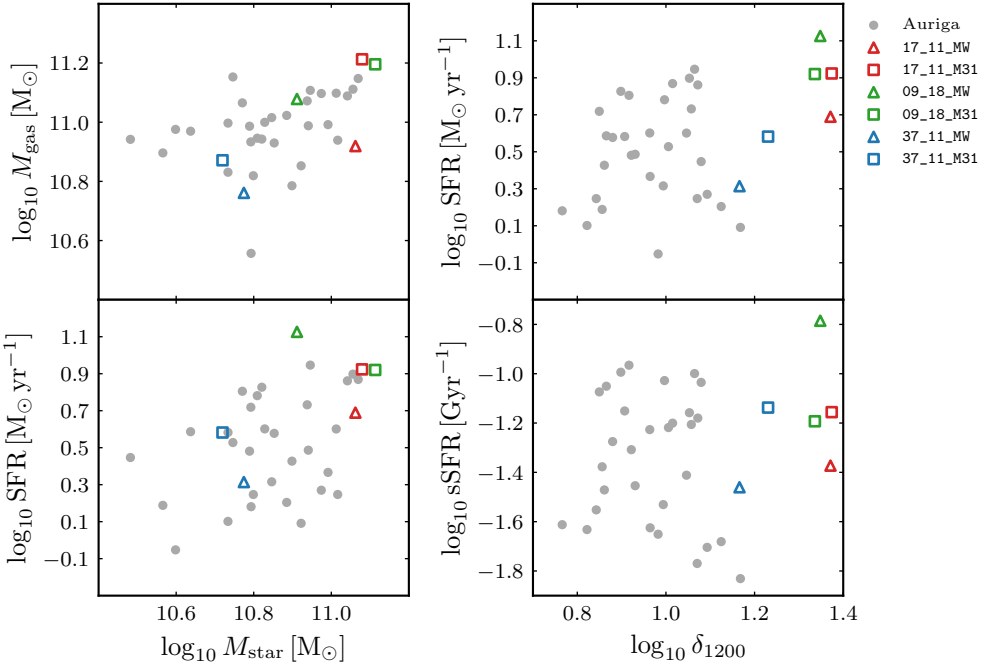 log₁₀ M_gas [M⊙]
11.2
11.0
10.8
10.6
log₁₀ SFR [M⊙ yr⁻¹]
1.1
0.9
0.7
0.5
0.3
0.1
−0.1
Auriga
17_11_MW
17_11_M31
09_18_MW
09_18_M31
37_11_MW
37_11_M31
log₁₀ SFR [M⊙ yr⁻¹]
1.1
0.9
0.7
0.5
0.3
0.1
−0.1
log₁₀ sSFR [Gyr⁻¹]
−0.8
−1.0
−1.2
−1.4
−1.6
−1.8
10.6 10.8 11.0
log₁₀ M_star [M⊙]
0.8 1.0 1.2 1.4
log₁₀ δ₁₂₀₀